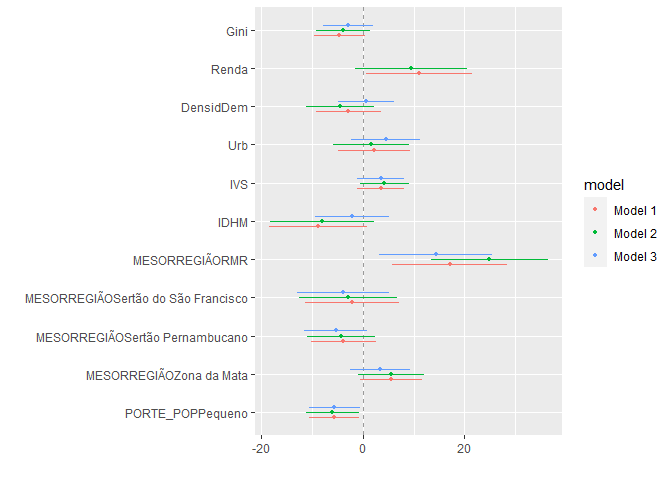 Gini
Renda
DensidDem
Urb
IVS
IDHM
MESORREGIÃORMR
MESORREGIÃOSertão do São Francisco
MESORREGIÃOSertão Pernambucano
MESORREGIÃOZona da Mata
PORTE_POPPequeno
-20 0 20
model
Model 1
Model 2
Model 3